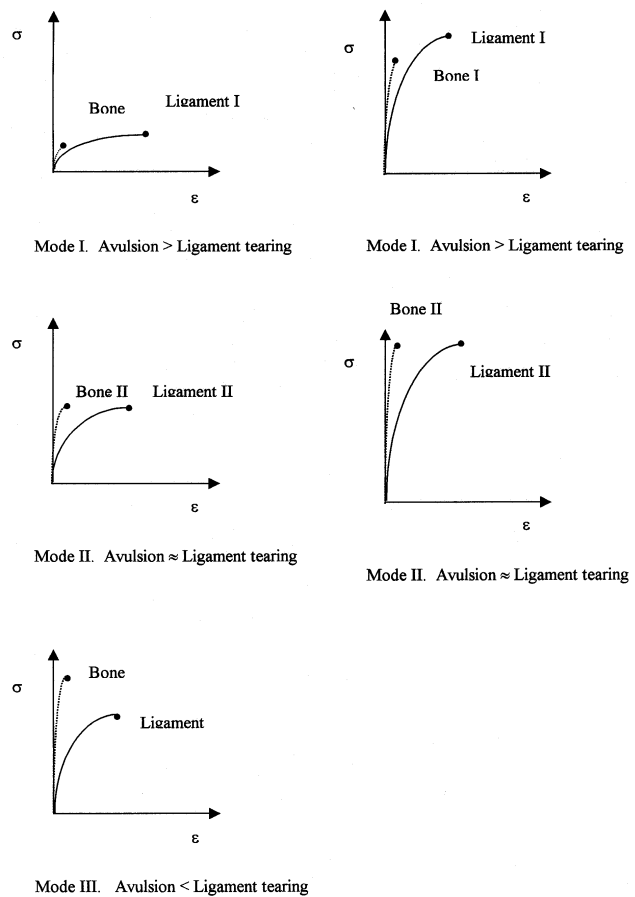 σ
Bone
Ligament I
ε
Mode I. Avulsion > Ligament tearing
σ
Ligament I
Bone I
ε
Mode I. Avulsion > Ligament tearing
σ
Bone II
Ligament II
ε
Mode II. Avulsion ≈ Ligament tearing
Bone II
σ
Ligament II
ε
Mode II. Avulsion ≈ Ligament tearing
σ
Bone
Ligament
ε
Mode III. Avulsion < Ligament tearing